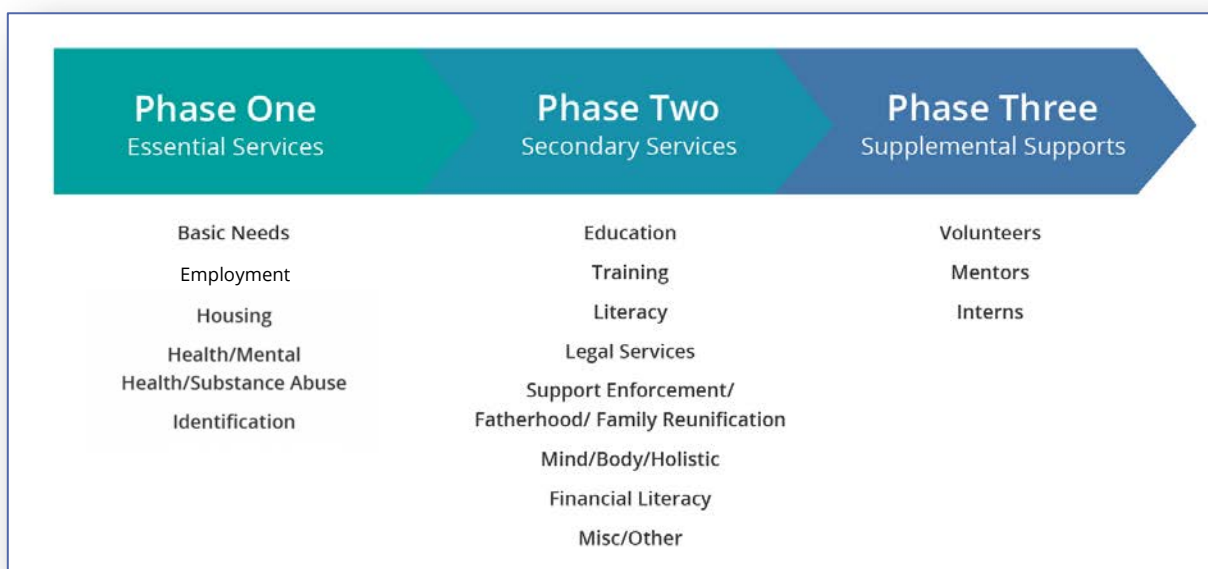 Phase One
Essential Services
Basic Needs
Employment
Housing
Health/Mental
Health/Substance Abuse
Identification
Phase Two
Secondary Services
Education
Training
Literacy
Legal Services
Support Enforcement/
Fatherhood/ Family Reunification
Mind/Body/Holistic
Financial Literacy
Misc/Other
Phase Three
Supplemental Supports
Volunteers
Mentors
Interns